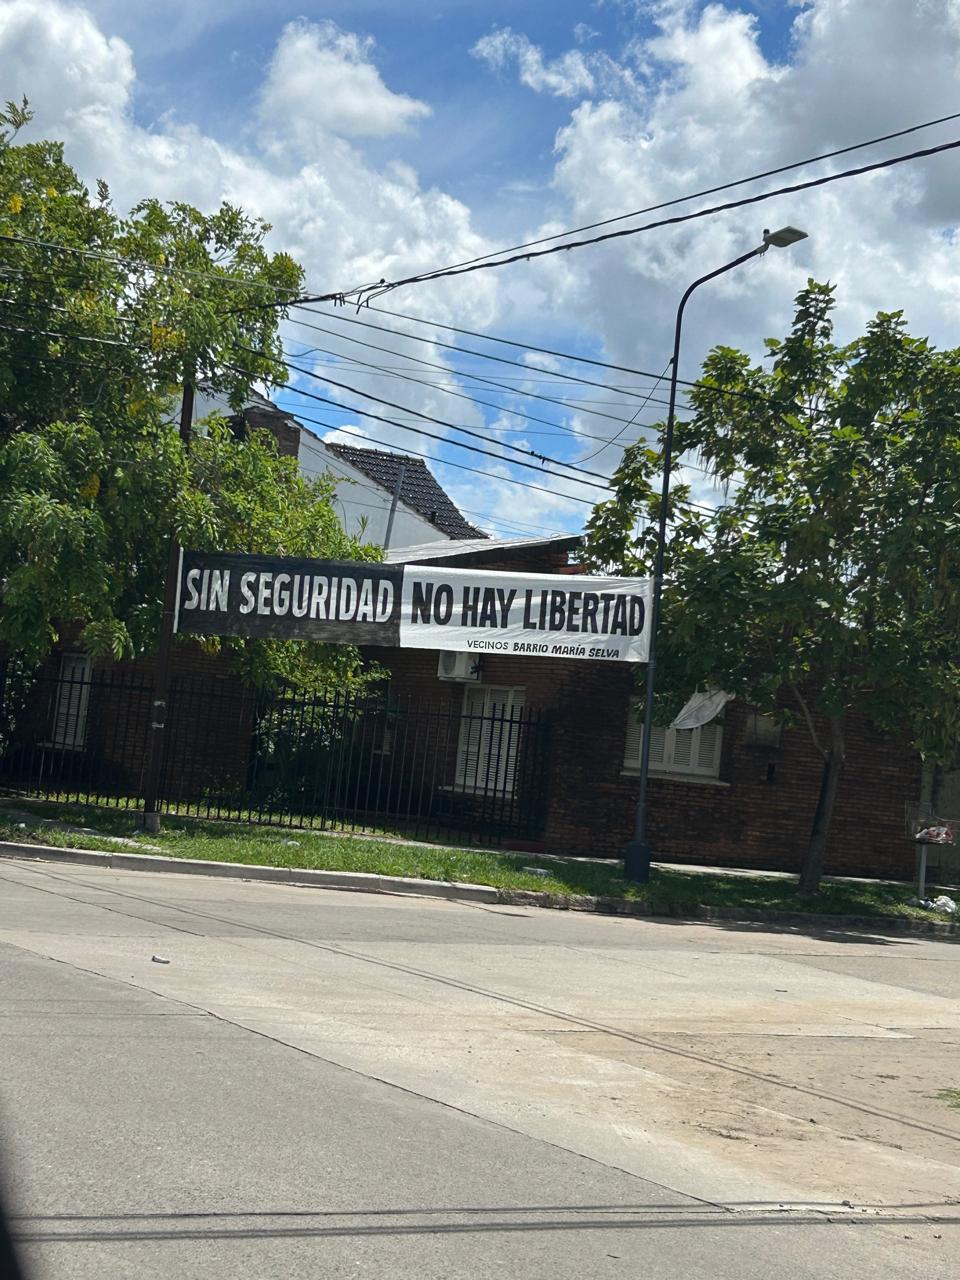 SIN SEGURIDAD NO HAY LIBERTAD
VECINOS BARRIO MARÍA SELVA